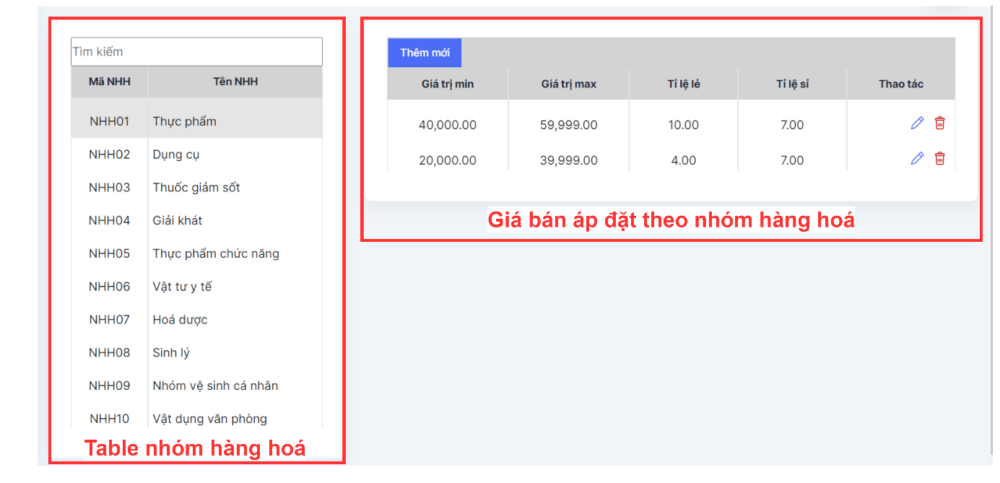 Tìm kiếm
Mã NHH Tên NHH
NHH01 Thực phẩm
NHH02 Dụng cụ
NHH03 Thuốc giảm sốt
NHH04 Giải khát
NHH05 Thực phẩm chức năng
NHH06 Vật tư y tế
NHH07 Hoá dược
NHH08 Sinh lý
NHH09 Nhóm vệ sinh cá nhân
NHH10 Vật dụng văn phòng
Table nhóm hàng hoá
Thêm mới
Giá trị min Giá trị max Tỉ lệ lẻ Tỉ lệ sỉ Thao tác
40,000.00 59,999.00 10.00 7.00
20,000.00 39,999.00 4.00 7.00
Giá bán áp đặt theo nhóm hàng hoá